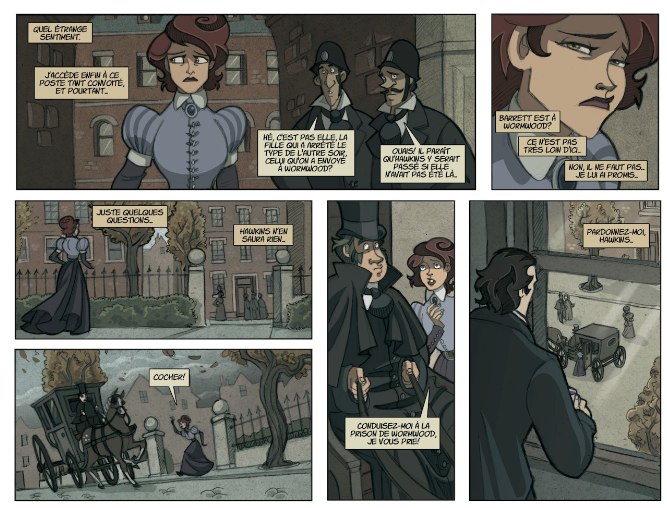 QUEL ÉTRANGE
SENTIMENT.
J'ACCÈDE ENFIN À CE
POSTE TANT CONVOITÉ,
ET POURTANT...
HÉ, C'EST PAS ELLE, LA
FILLE QUI A ARRÊTÉ LE
TYPE DE L'AUTRE SOIR,
CELUI QU'ON A ENVOYÉ
À WORMWOOD?
OUAIS! IL PARAÎT
QU'HAWKINS Y SERAIT
PASSÉ SI ELLE
N'AVAIT PAS ÉTÉ LÀ...
BARRETT EST À
WORMWOOD?
CE N'EST PAS
TRÈS LOIN D'ICI...
NON, IL NE FAUT PAS...
JE LUI AI PROMIS...
JUSTE QUELQUES
QUESTIONS...
HAWKINS N'EN
SAURA RIEN...
COCHER!
CONDUISEZ-MOI À LA
PRISON DE WORMWOOD,
JE VOUS PRIE!
PARDONNEZ-MOI,
HAWKINS...